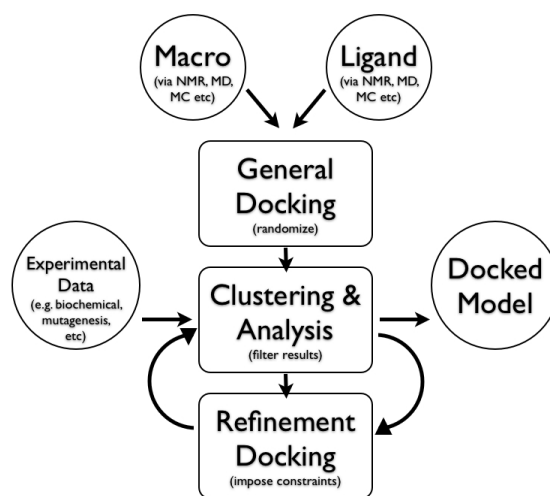 Macro
(via NMR, MD,
MC etc)
Ligand
(via NMR, MD,
MC etc)
General
Docking
(randomize)
Experimental
Data
(e.g. biochemical,
mutagenesis,
etc)
Clustering &
Analysis
(filter results)
Docked
Model
Refinement
Docking
(impose constraints)